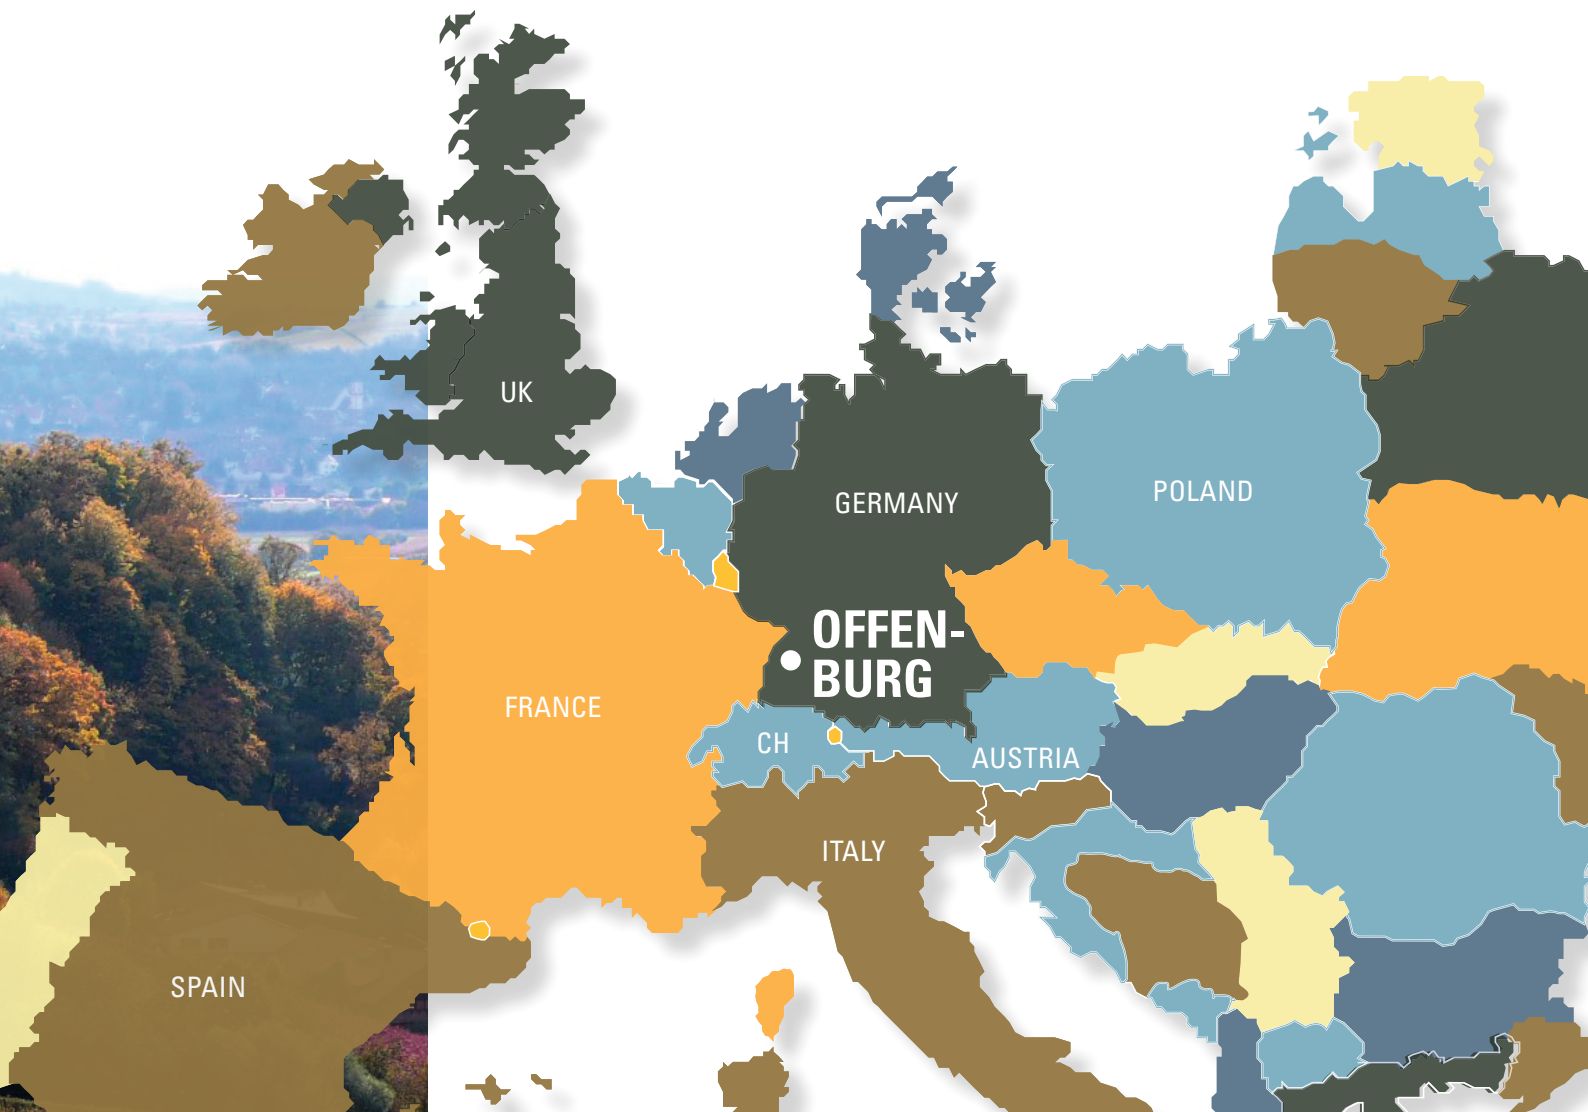 UK
GERMANY
POLAND
OFFEN-
BURG
FRANCE
CH
AUSTRIA
ITALY
SPAIN